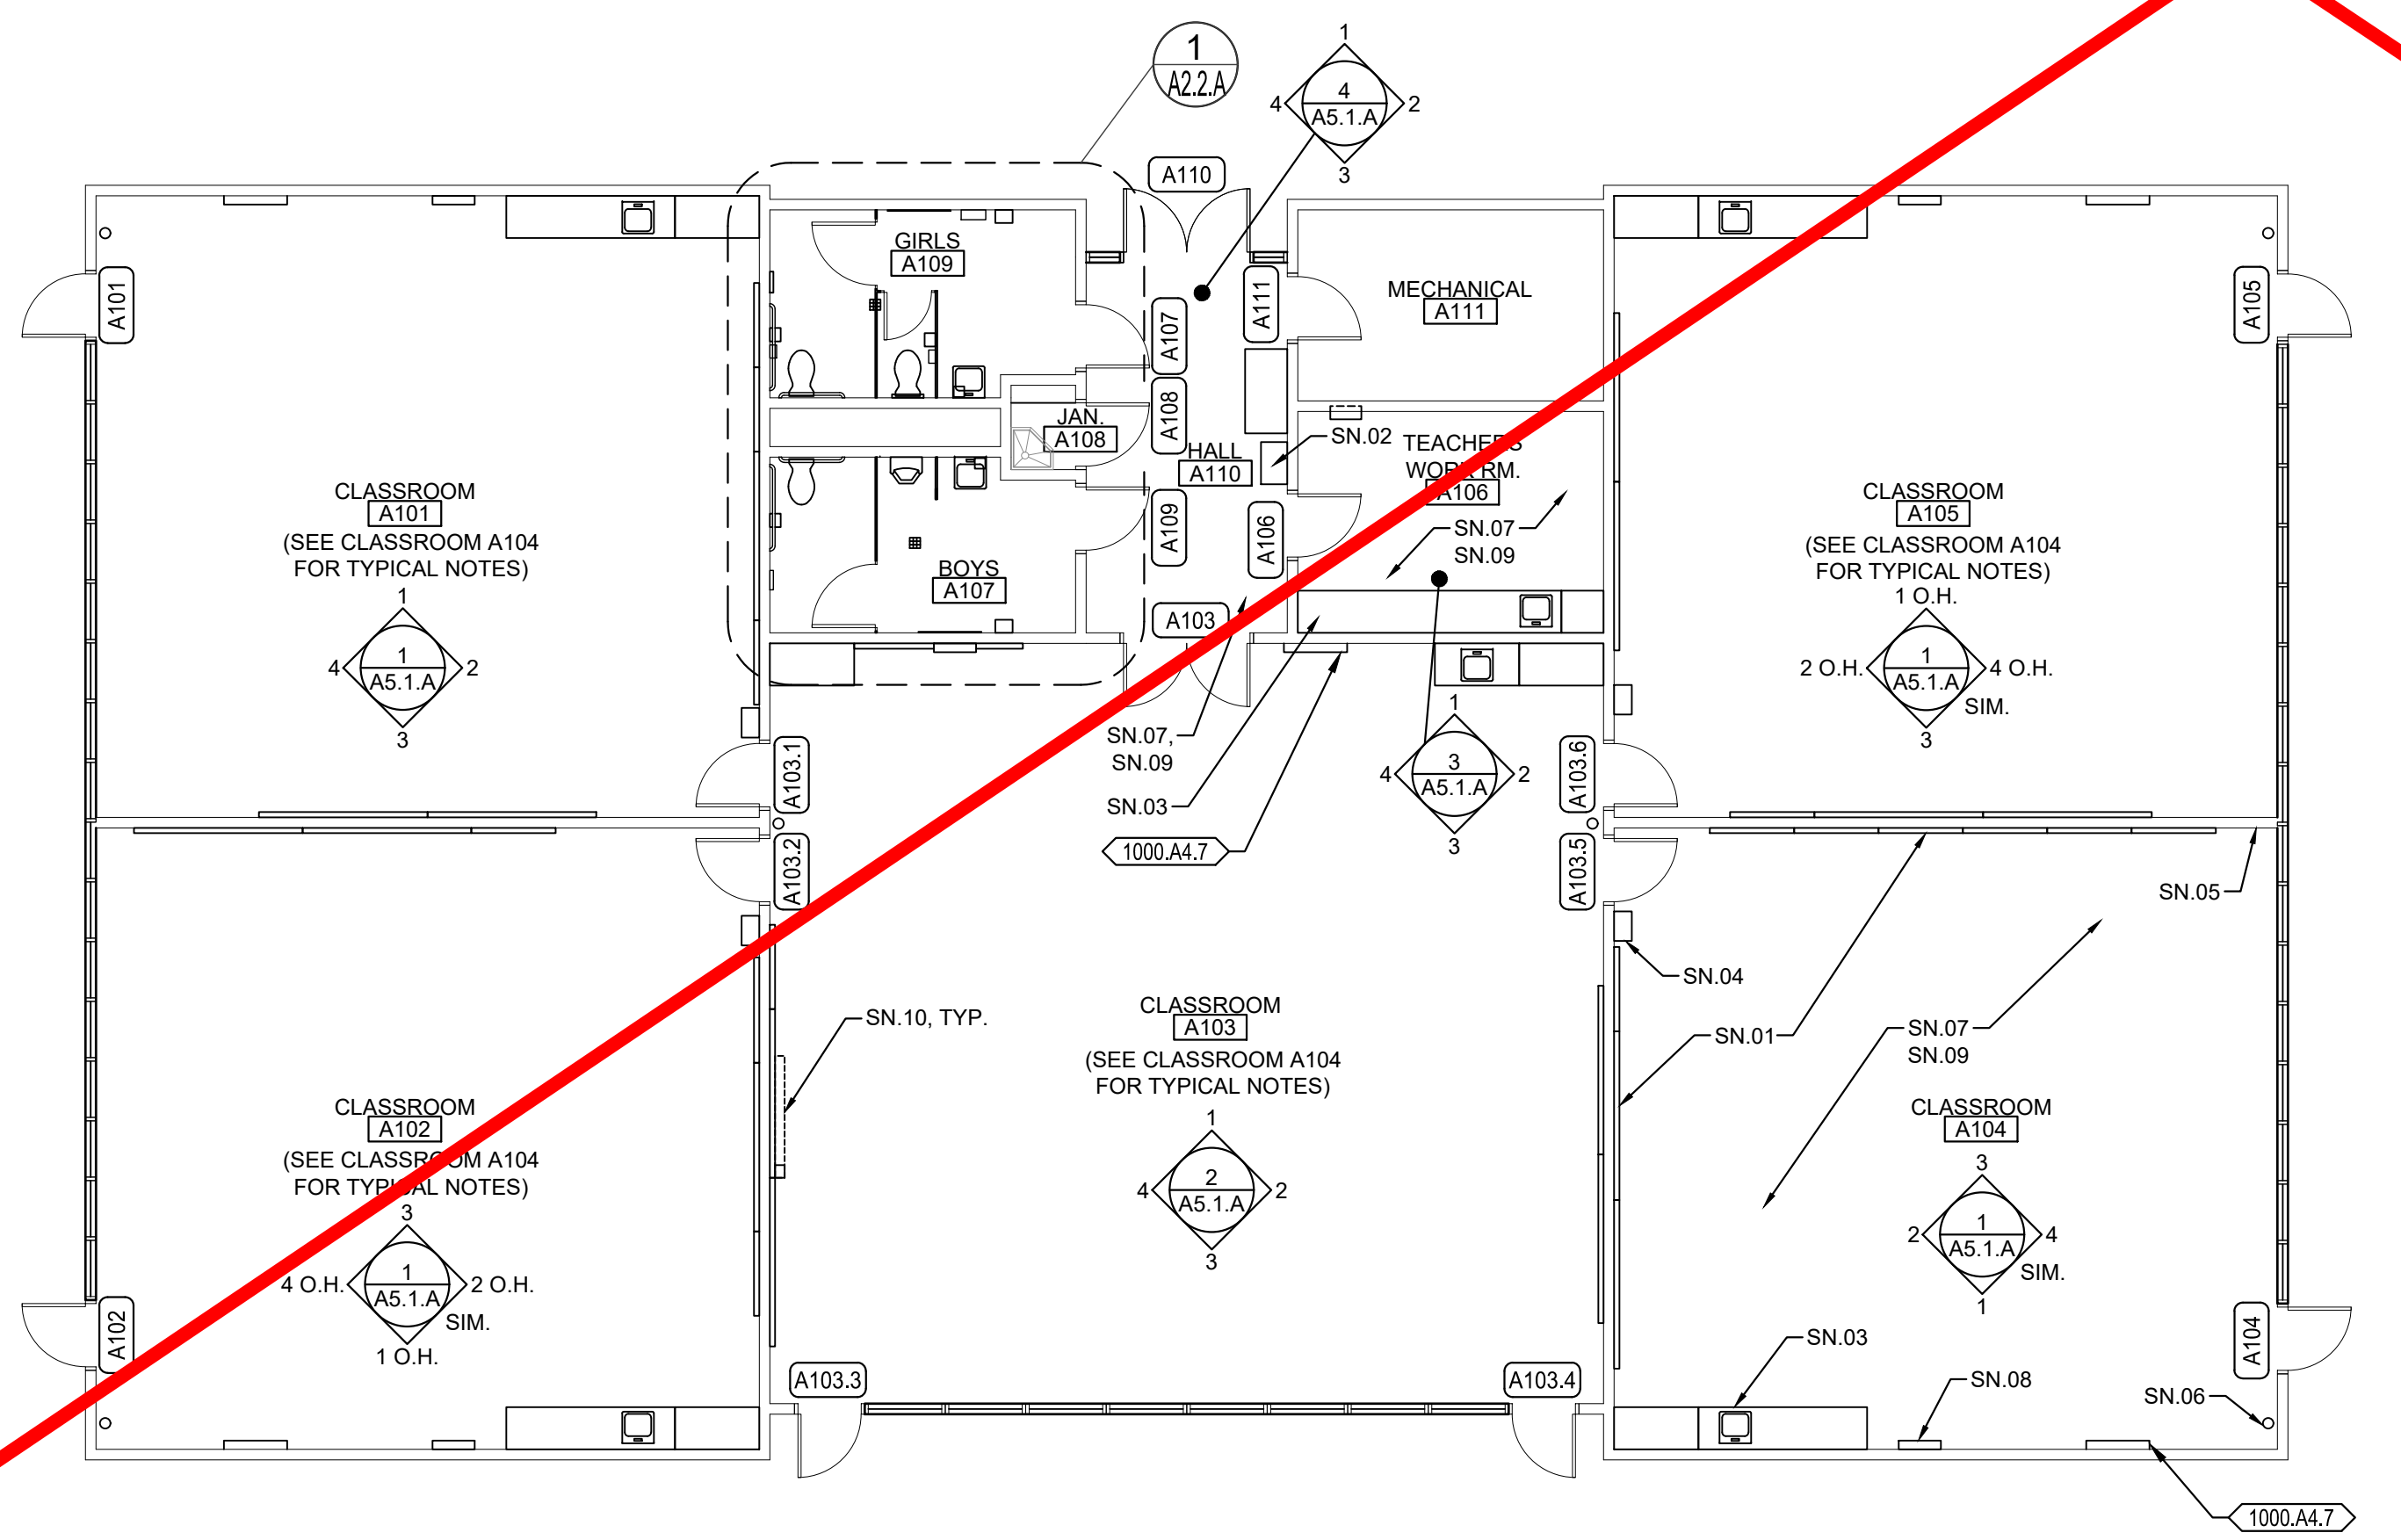 1
A2.2.A
1
4
4
A5.1.A
2
3
A110
GIRLS
A109
A101
A107
A111
MECHANICAL
A111
A105
A108
JAN.
A108
SN.02
HALL
A110
TEACHERS
WORK RM.
A106
SN.07
SN.09
A109
A106
BOYS
A107
A103
CLASSROOM
A101
(SEE CLASSROOM A104
FOR TYPICAL NOTES)
1
4
1
A5.1.A
2
3
CLASSROOM
A105
(SEE CLASSROOM A104
FOR TYPICAL NOTES)
1 O.H.
2 O.H.
1
A5.1.A
4 O.H.
SIM.
3
SN.07,
SN.09
SN.03
1000.A4.7
1
4
3
A5.1.A
2
3
A103.1
A103.2
A103.6
A103.5
SN.05
SN.04
SN.01
SN.07
SN.09
SN.10, TYP.
CLASSROOM
A103
(SEE CLASSROOM A104
FOR TYPICAL NOTES)
1
4
2
A5.1.A
2
3
CLASSROOM
A102
(SEE CLASSROOM A104
FOR TYPICAL NOTES)
3
4 O.H.
1
A5.1.A
2 O.H.
SIM.
1 O.H.
CLASSROOM
A104
3
2
1
A5.1.A
4
SIM.
1
A102
A103.3
A103.4
A104
SN.03
SN.08
SN.06
1000.A4.7